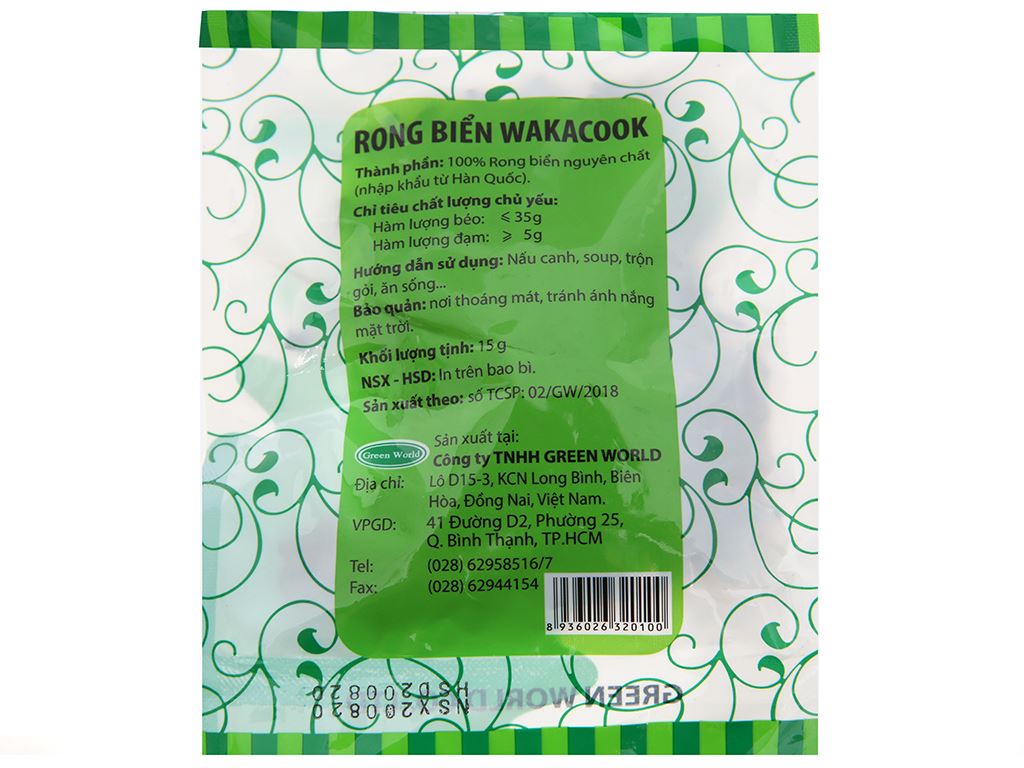 RONG BIỂN WAKACOOK
Thành phần: 100% Rong biển nguyên chất
(nhập khẩu từ Hàn Quốc).
Chỉ tiêu chất lượng chủ yếu:
Hàm lượng béo: ≤ 35g
Hàm lượng đạm: ≥ 5g
Hướng dẫn sử dụng: Nấu canh, soup, trộn
gỏi, ăn sống...
Bảo quản: nơi thoáng mát, tránh ánh nắng
mặt trời.
Khối lượng tịnh: 15 g
NSX - HSD: In trên bao bì.
Sản xuất theo: số TCSP: 02/GW/2018
Green World
Sản xuất tại:
Công ty TNHH GREEN WORLD
Địa chỉ: Lô D15-3, KCN Long Bình, Biên
Hòa, Đồng Nai, Việt Nam.
VPGD: 41 Đường D2, Phường 25,
Q. Bình Thạnh, TP.HCM
Tel: (028) 62958516/7
Fax: (028) 62944154
8 936026 320100
GREEN WORLD
NSX200820
HSD200820